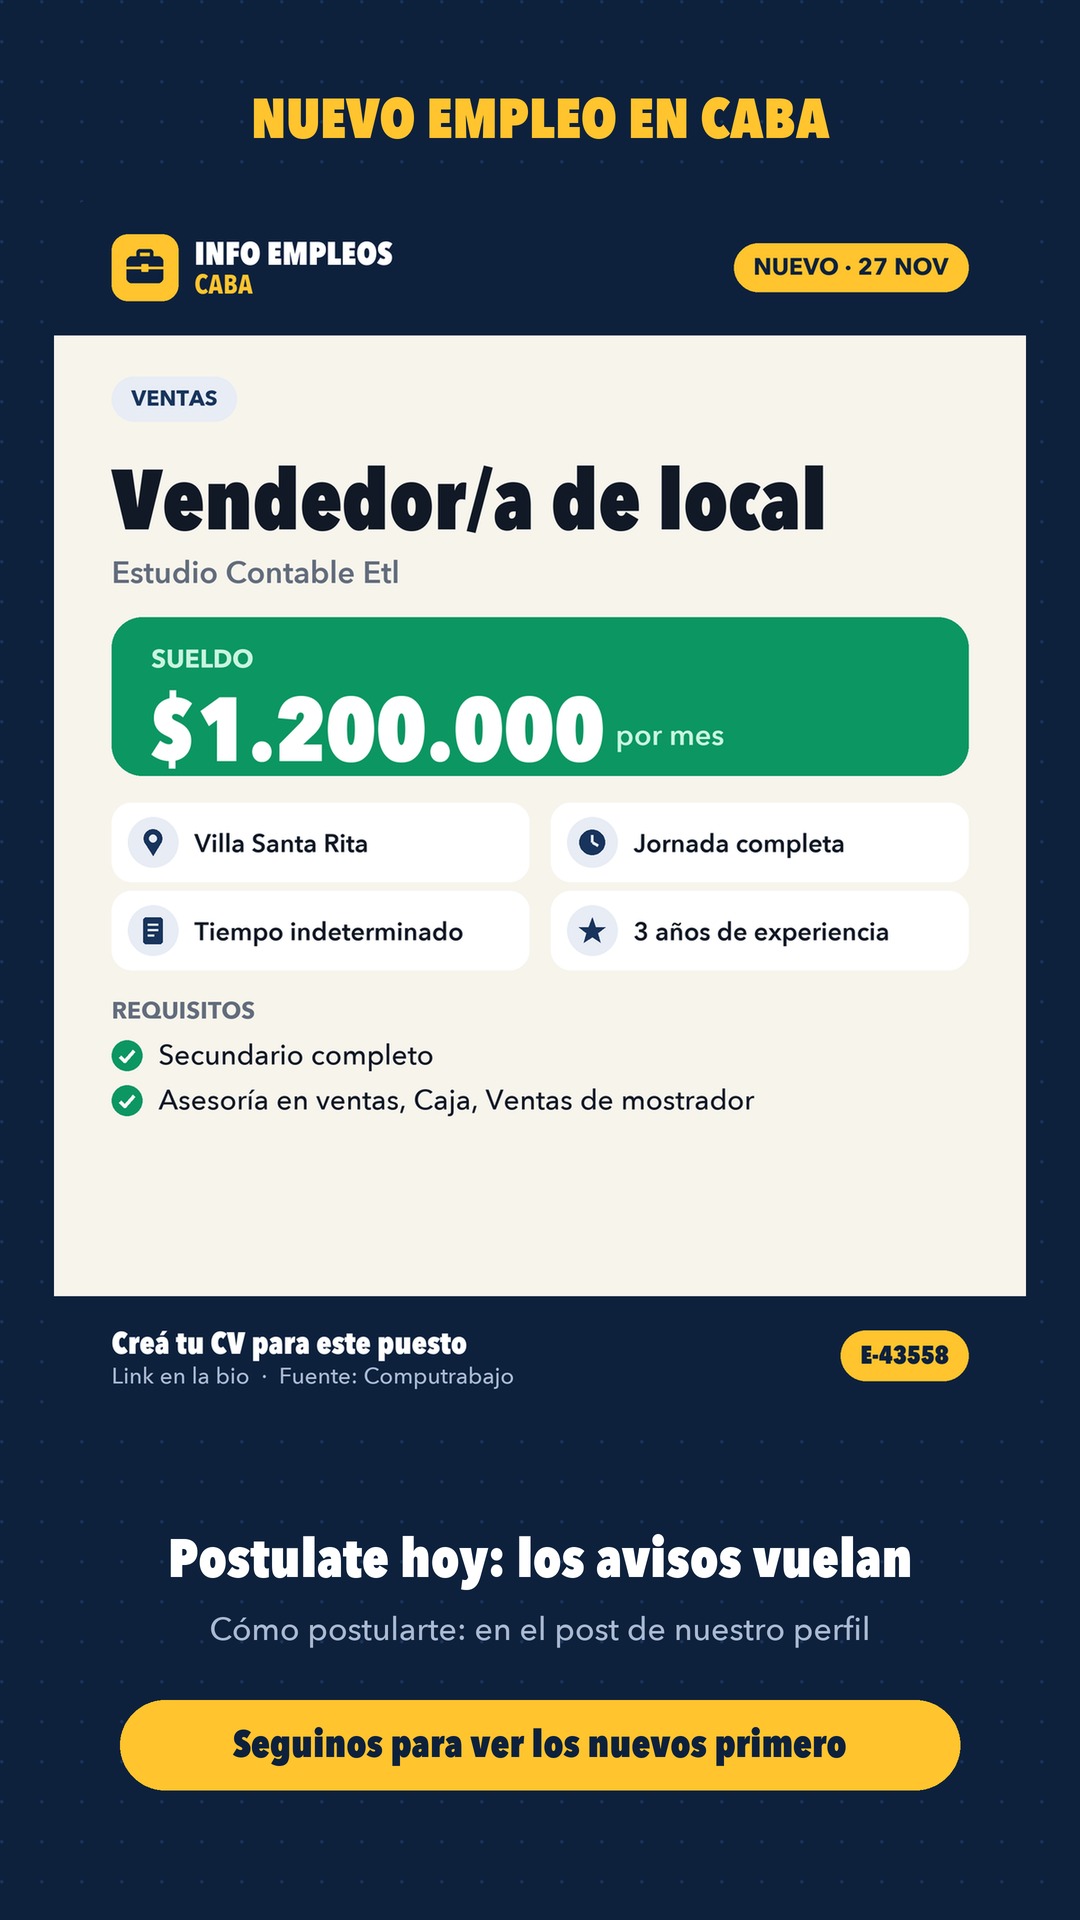 NUEVO EMPLEO EN CABA
INFO EMPLEOS
CABA
NUEVO · 27 NOV
VENTAS
Vendedor/a de local
Estudio Contable Etl
SUELDO
$1.200.000 por mes
Villa Santa Rita
Jornada completa
Tiempo indeterminado
3 años de experiencia
REQUISITOS
Secundario completo
Asesoría en ventas, Caja, Ventas de mostrador
Creá tu CV para este puesto
Link en la bio · Fuente: Computrabajo
E-43558
Postulate hoy: los avisos vuelan
Cómo postularte: en el post de nuestro perfil
Seguinos para ver los nuevos primero